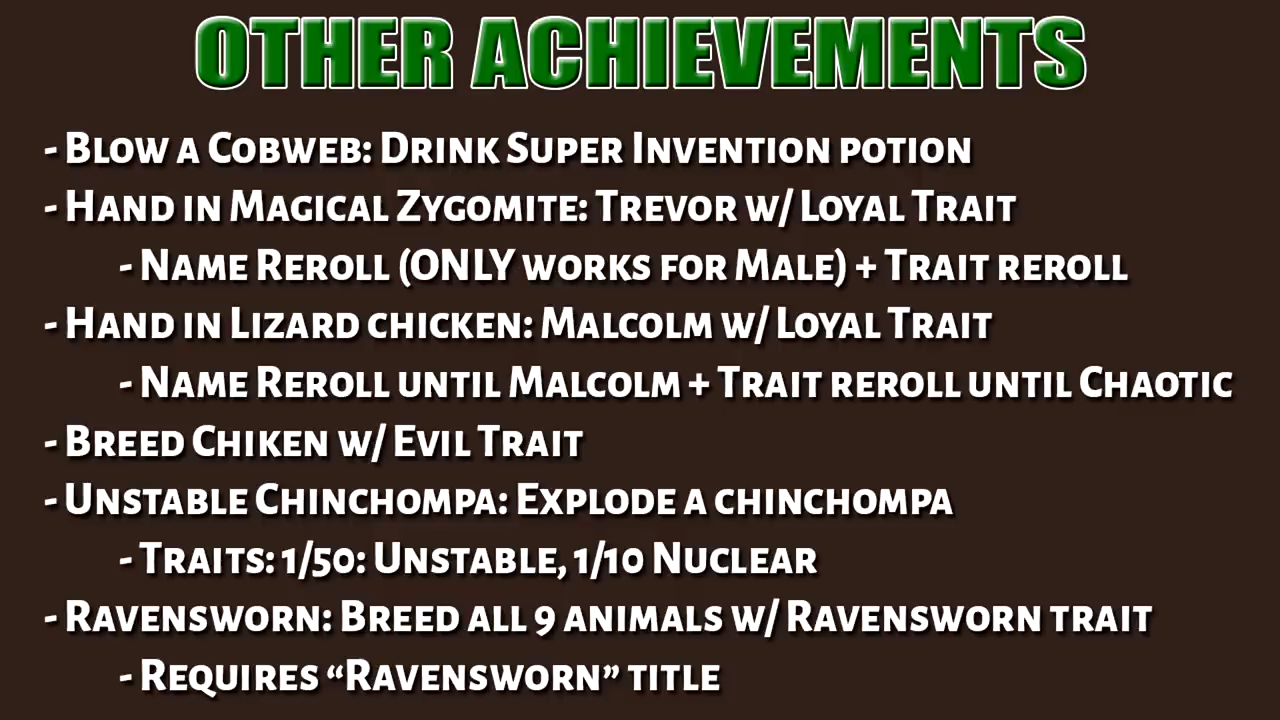 OTHER ACHIEVEMENTS
- Blow a Cobweb: Drink Super Invention potion
- Hand in Magical Zygomite: Trevor w/ Loyal Trait
- Name Reroll (ONLY works for Male) + Trait reroll
- Hand in Lizard chicken: Malcolm w/ Loyal Trait
- Name Reroll until Malcolm + Trait reroll until Chaotic
- Breed Chiken w/ Evil Trait
- Unstable Chinchompa: Explode a chinchompa
- Traits: 1/50: Unstable, 1/10 Nuclear
- Ravensworn: Breed all 9 animals w/ Ravensworn trait
- Requires “Ravensworn” title